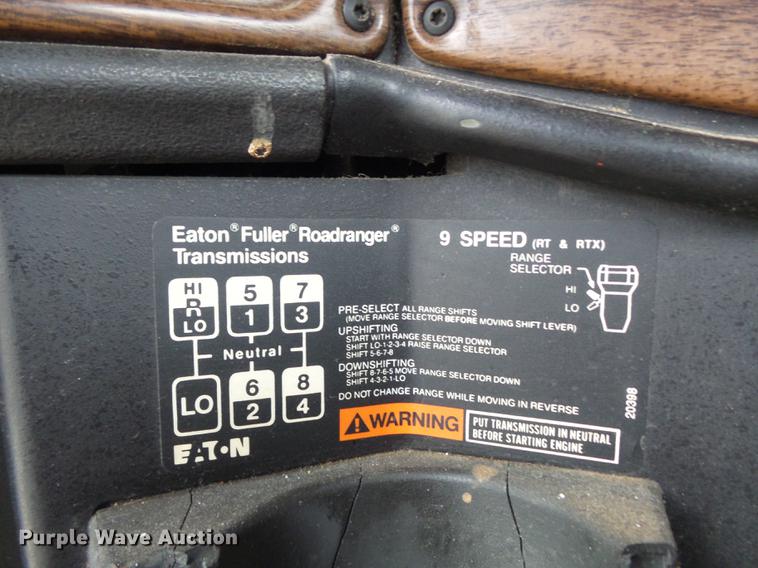 Eaton® Fuller® Roadranger®
Transmissions
9 SPEED (RT & RTX)
RANGE
SELECTOR
HI
LO
HI
R
LO
5
1
7
3
Neutral
LO
6
2
8
4
EATON
PRE-SELECT ALL RANGE SHIFTS
(MOVE RANGE SELECTOR BEFORE MOVING SHIFT LEVER)
UPSHIFTING
START WITH RANGE SELECTOR DOWN
SHIFT LO-1-2-3-4 RAISE RANGE SELECTOR
SHIFT 5-6-7-8
DOWNSHIFTING
SHIFT 8-7-6-5 MOVE RANGE SELECTOR DOWN
SHIFT 4-3-2-1-LO
DO NOT CHANGE RANGE WHILE MOVING IN REVERSE
WARNING
PUT TRANSMISSION IN NEUTRAL
BEFORE STARTING ENGINE
20398
Purple Wave Auction